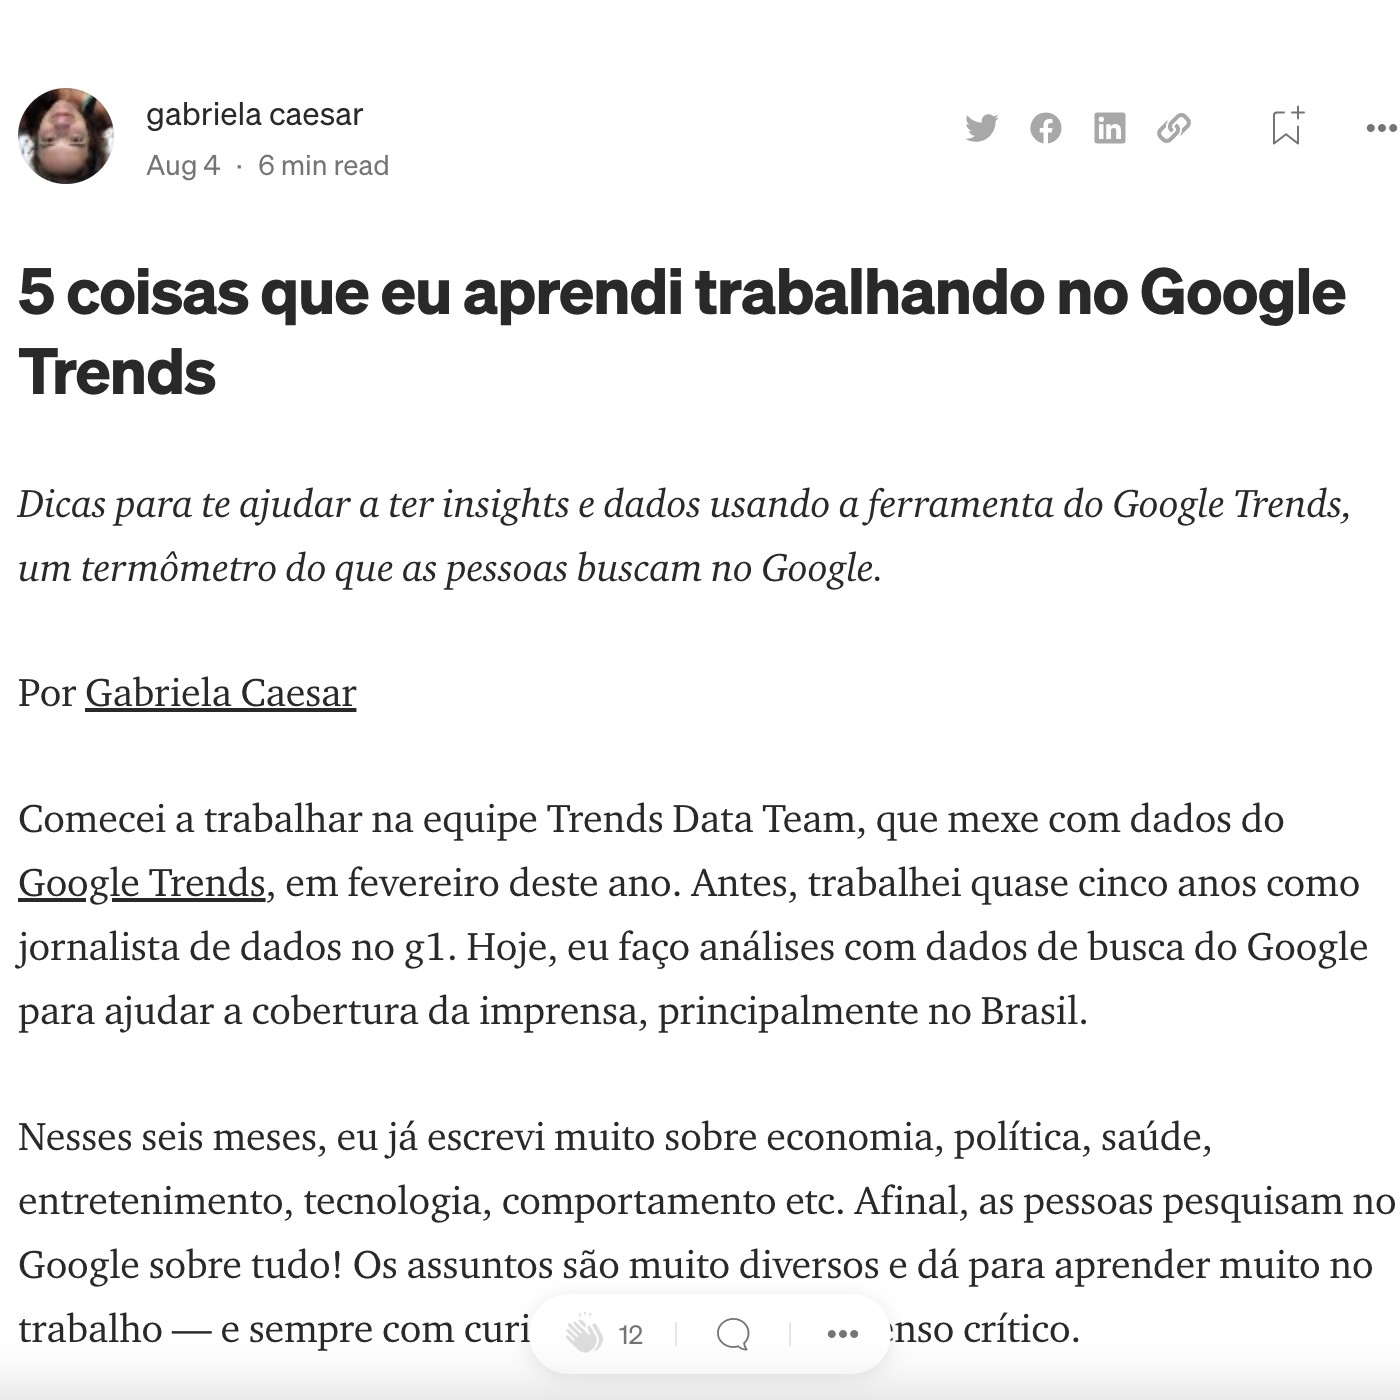 gabriela caesar
Aug 4 · 6 min read
5 coisas que eu aprendi trabalhando no Google
Trends
Dicas para te ajudar a ter insights e dados usando a ferramenta do Google Trends,
um termômetro do que as pessoas buscam no Google.
Por Gabriela Caesar
Comecei a trabalhar na equipe Trends Data Team, que mexe com dados do
Google Trends, em fevereiro deste ano. Antes, trabalhei quase cinco anos como
jornalista de dados no g1. Hoje, eu faço análises com dados de busca do Google
para ajudar a cobertura da imprensa, principalmente no Brasil.
Nesses seis meses, eu já escrevi muito sobre economia, política, saúde,
entretenimento, tecnologia, comportamento etc. Afinal, as pessoas pesquisam no
Google sobre tudo! Os assuntos são muito diversos e dá para aprender muito no
trabalho — e sempre com curi enso crítico.
12